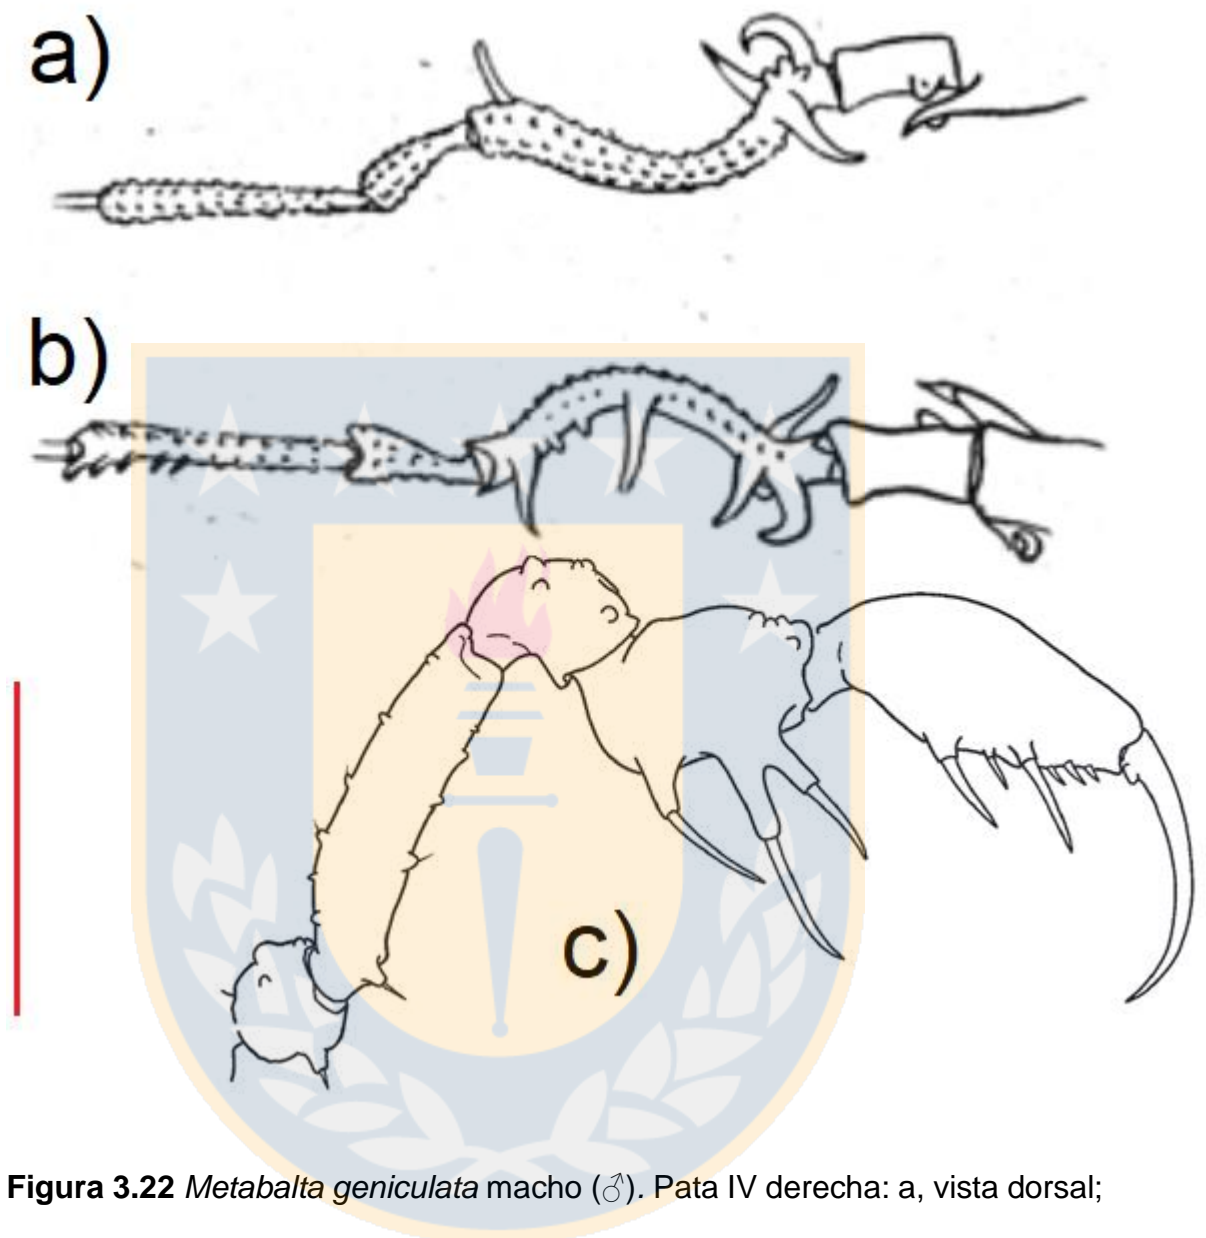 a)
b)
c)
Figura 3.22 Metabalta geniculata macho (♂). Pata IV derecha: a, vista dorsal;